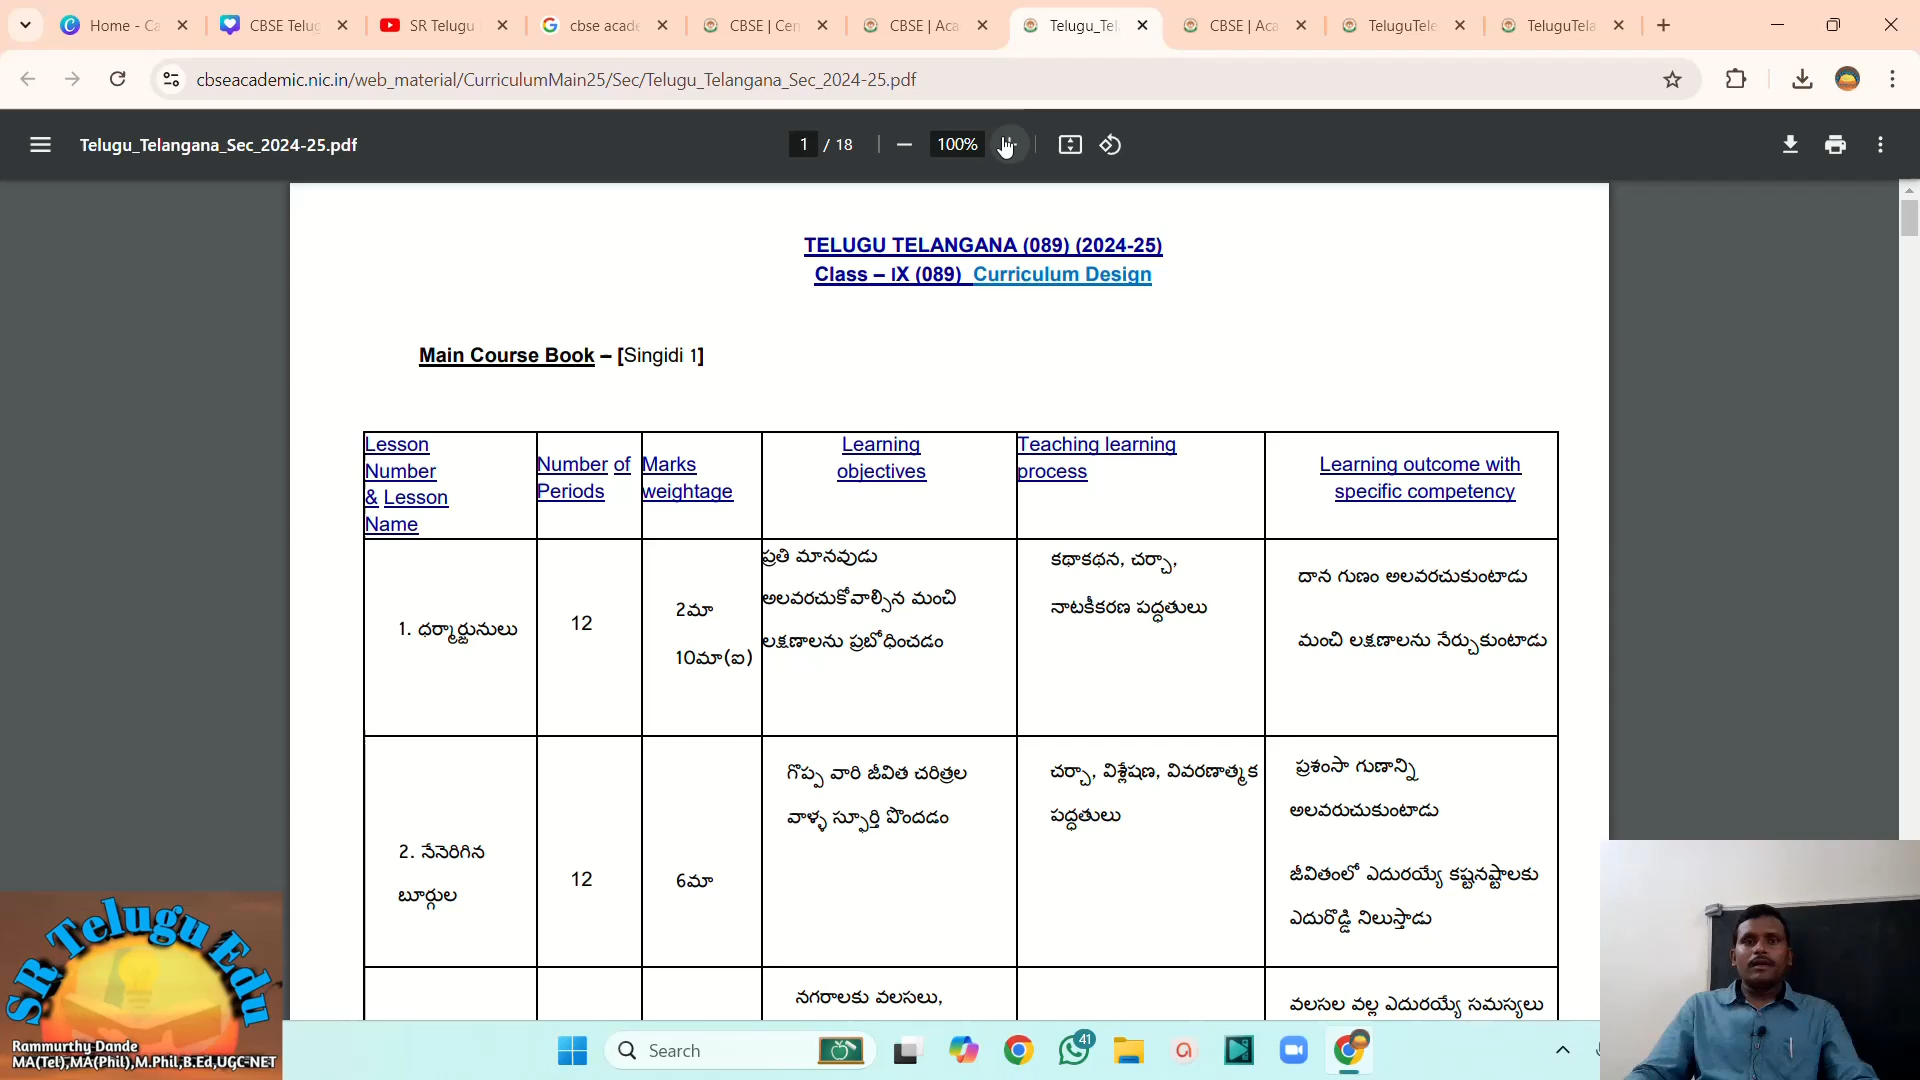 Home - Ca
CBSE Telug
SR Telugu
cbse acade
CBSE | Cen
CBSE | Aca
Telugu_Tel
CBSE | Aca
TeluguTele
TeluguTela
cbseacademic.nic.in/web_material/CurriculumMain25/Sec/Telugu_Telangana_Sec_2024-25.pdf
Telugu_Telangana_Sec_2024-25.pdf
1 / 18
100%
TELUGU TELANGANA (089) (2024-25)
Class – IX (089) Curriculum Design
Main Course Book – [Singidi 1]
Lesson
Number
& Lesson
Name
Number of
Periods
Marks
weightage
Learning
objectives
Teaching learning
process
Learning outcome with
specific competency
1. ధర్మార్జునులు
12
2మా
10మా(ఐ)
ప్రతి మానవుడు
అలవరచుకోవాల్సిన మంచి
లక్షణాలను ప్రబోధించడం
కథాకథన, చర్చా,
నాటకీకరణ పద్ధతులు
దాన గుణం అలవరచుకుంటాడు
మంచి లక్షణాలను నేర్చుకుంటాడు
2. నేనెరిగిన
బూర్గుల
12
6మా
గొప్ప వారి జీవిత చరిత్రల
వాళ్ళ స్ఫూర్తి పొందడం
చర్చా, విశ్లేషణ, వివరణాత్మక
పద్ధతులు
ప్రశంసా గుణాన్ని
అలవరుచుకుంటాడు
జీవితంలో ఎదురయ్యే కష్టనష్టాలకు
ఎదురొడ్డి నిలుస్తాడు
నగరాలకు వలసలు,
వలసల వల్ల ఎదురయ్యే సమస్యలు
SR Telugu Edu
Rammurthy Dande
MA(Tel),MA(Phil),M.Phil,B.Ed,UGC-NET
Search
41